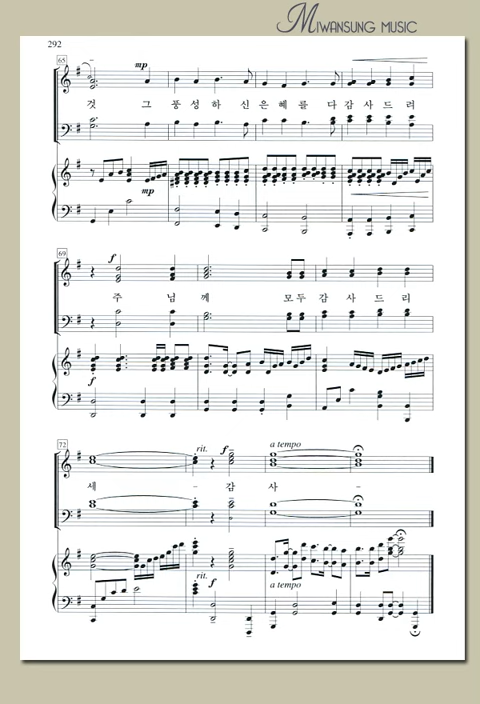 MIWANSUNG MUSIC
292
65
mp
것 그 풍 성 하 신 은 혜 를 다 감 사 드 려
mp
69
f
주 님 께 모 두 감 사 드 리
f
72
rit. f a tempo
세 - 감 사 -
rit. f a tempo